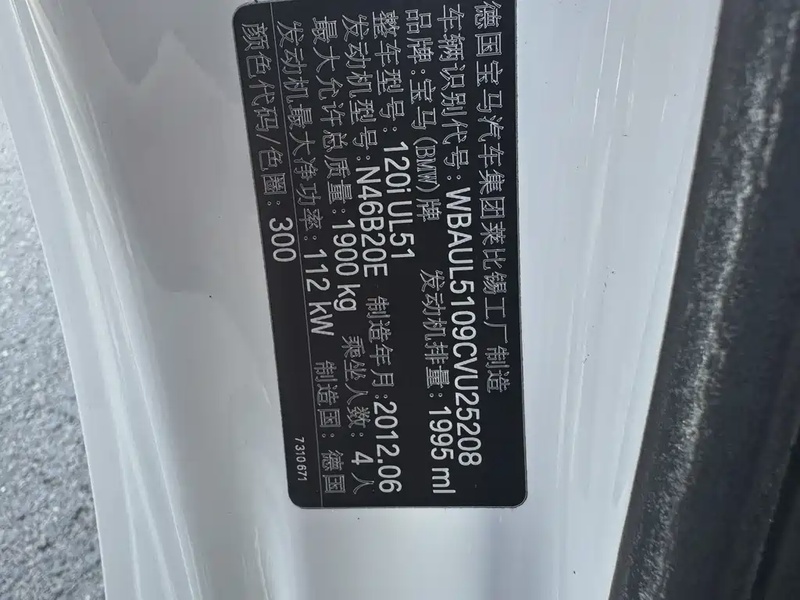 德国宝马汽车集团莱比锡工厂 制造
车辆识别代号: WBAUL5109CVU25208
品牌: 宝马(BMW)牌 发动机排量: 1995 ml
整车型号: 120i UL51
发动机型号: N46B20E 制造年月: 2012.06
最大允许总质量: 1900 kg 乘坐人数: 4人
发动机最大净功率: 112 kW 制造国: 德国
颜色代码/色圈: 300
7 310 671